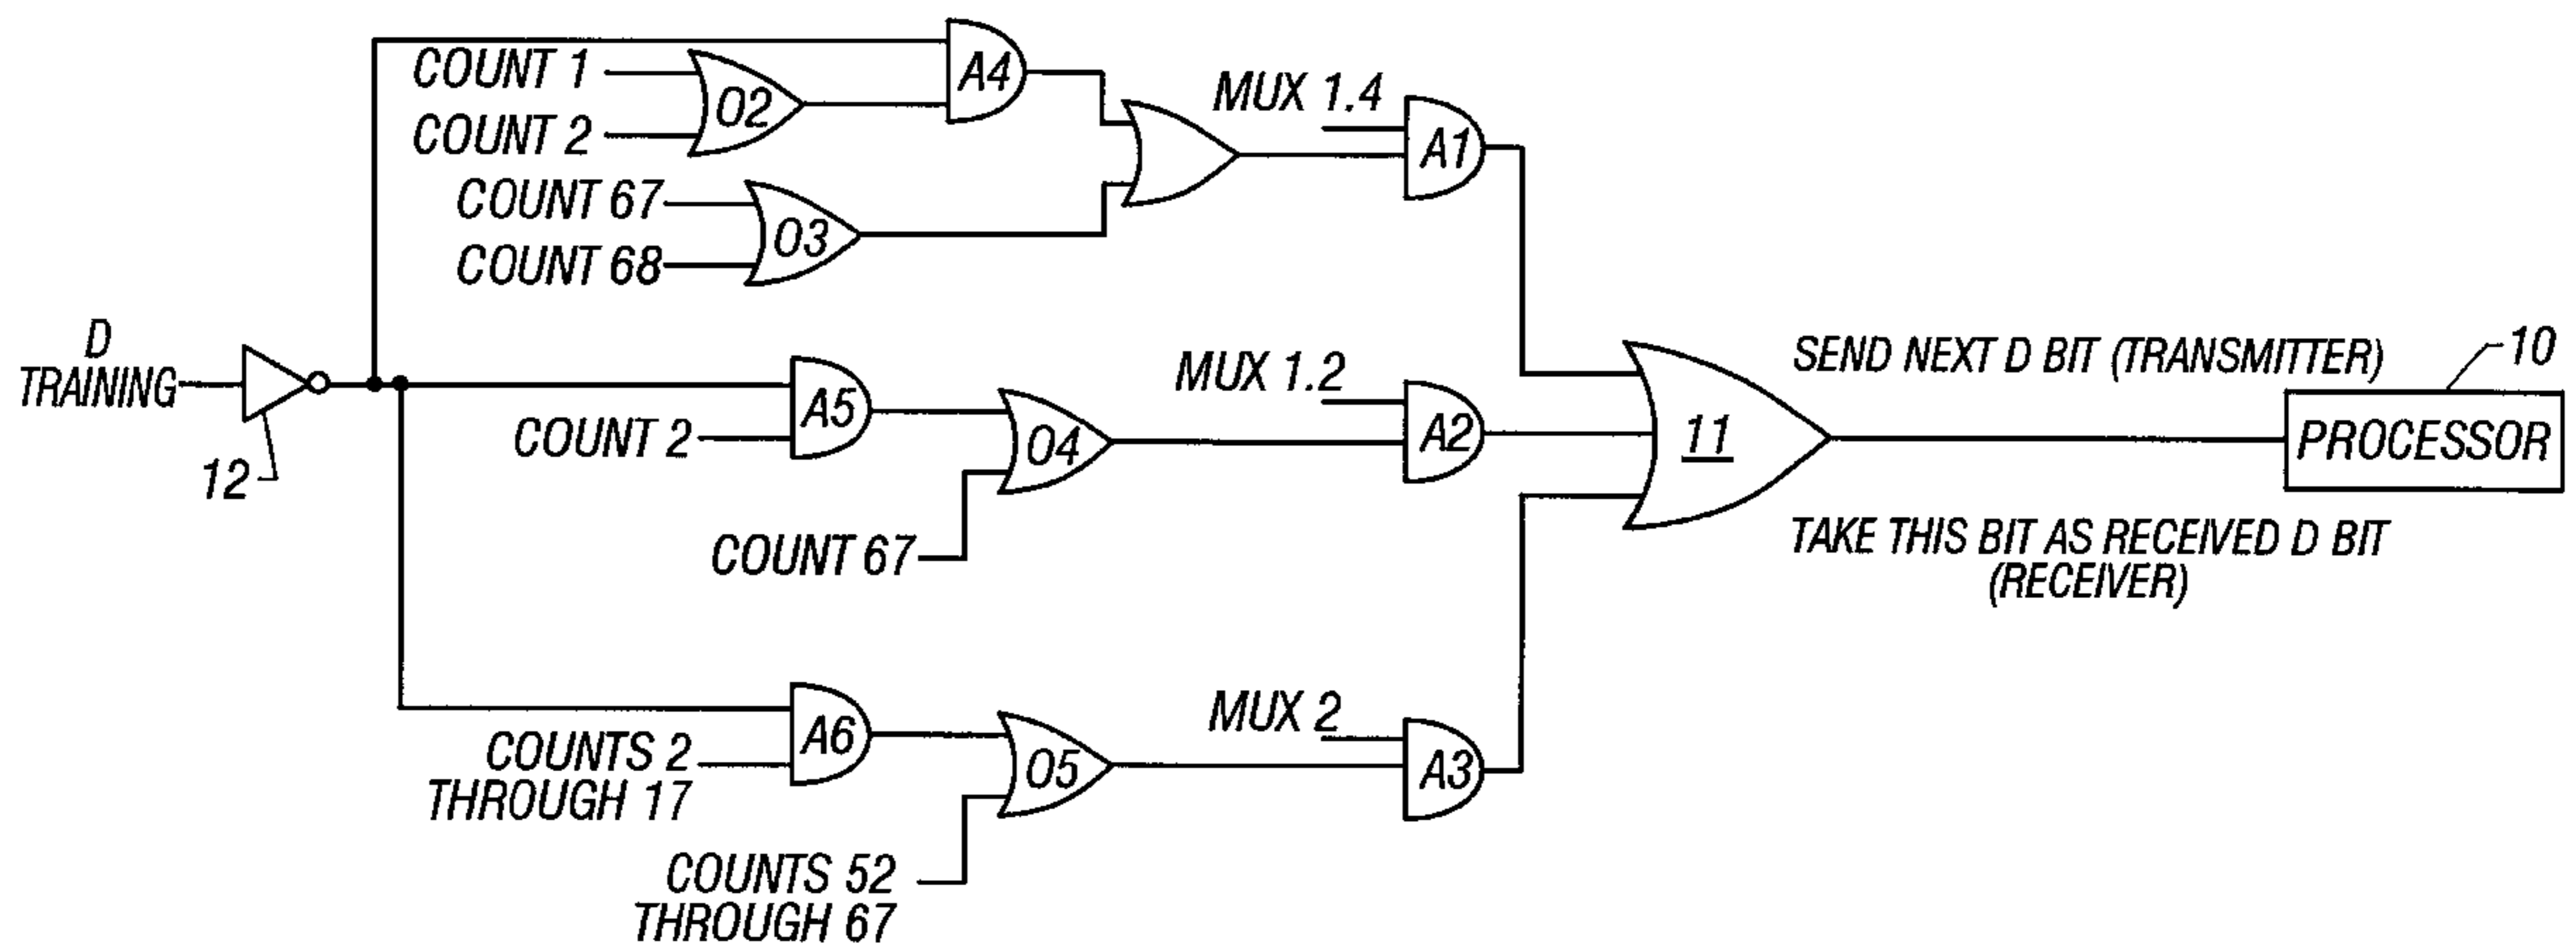 COUNT 1
COUNT 2
O2
A4
COUNT 67
COUNT 68
O3
MUX 1.4
A1
D
TRAINING
12
COUNT 2
A5
O4
COUNT 67
MUX 1.2
A2
11
SEND NEXT D BIT (TRANSMITTER)
10
PROCESSOR
TAKE THIS BIT AS RECEIVED D BIT
(RECEIVER)
COUNTS 2
THROUGH 17
A6
O5
COUNTS 52
THROUGH 67
MUX 2
A3